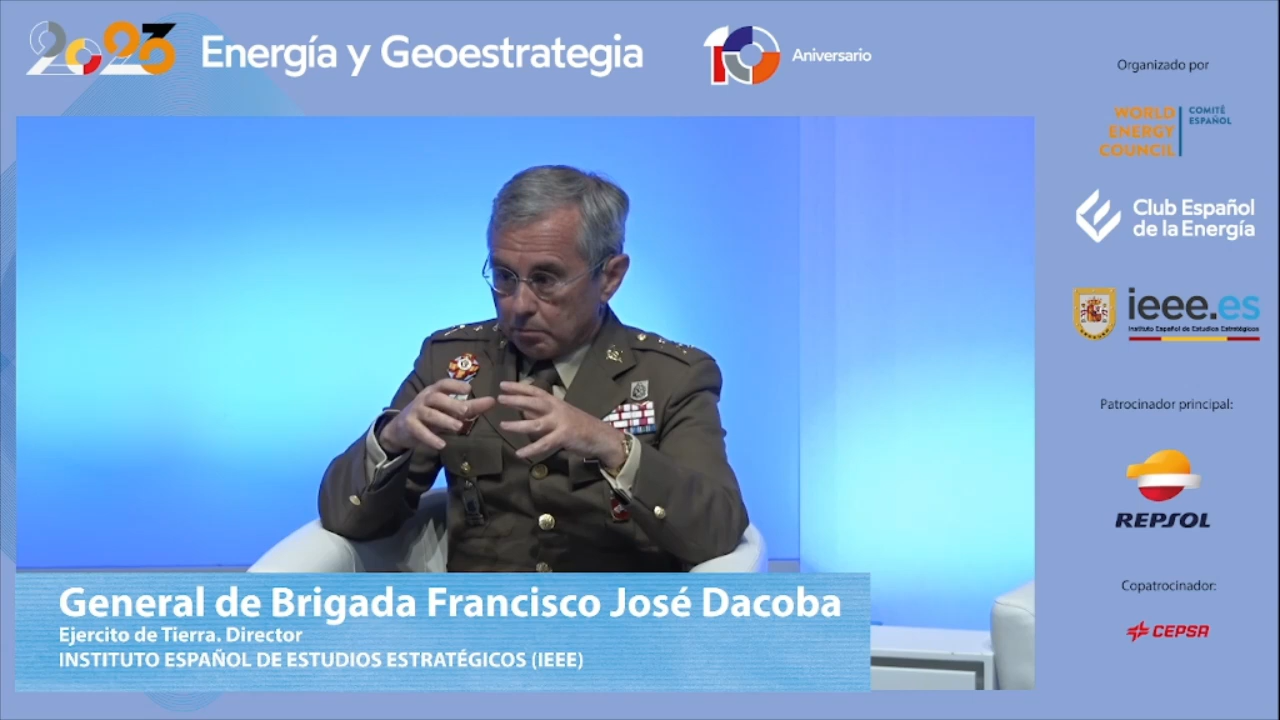 2023
Energía y Geoestrategia
10
Aniversario
Organizado por
WORLD
ENERGY
COUNCIL
COMITÉ
ESPAÑOL
Club Español
de la Energía
ieee.es
Instituto Español de Estudios Estratégicos
Patrocinador principal:
REPSOL
Copatrocinador:
CEPSA
General de Brigada Francisco José Dacoba
Ejercito de Tierra. Director
INSTITUTO ESPAÑOL DE ESTUDIOS ESTRATÉGICOS (IEEE)